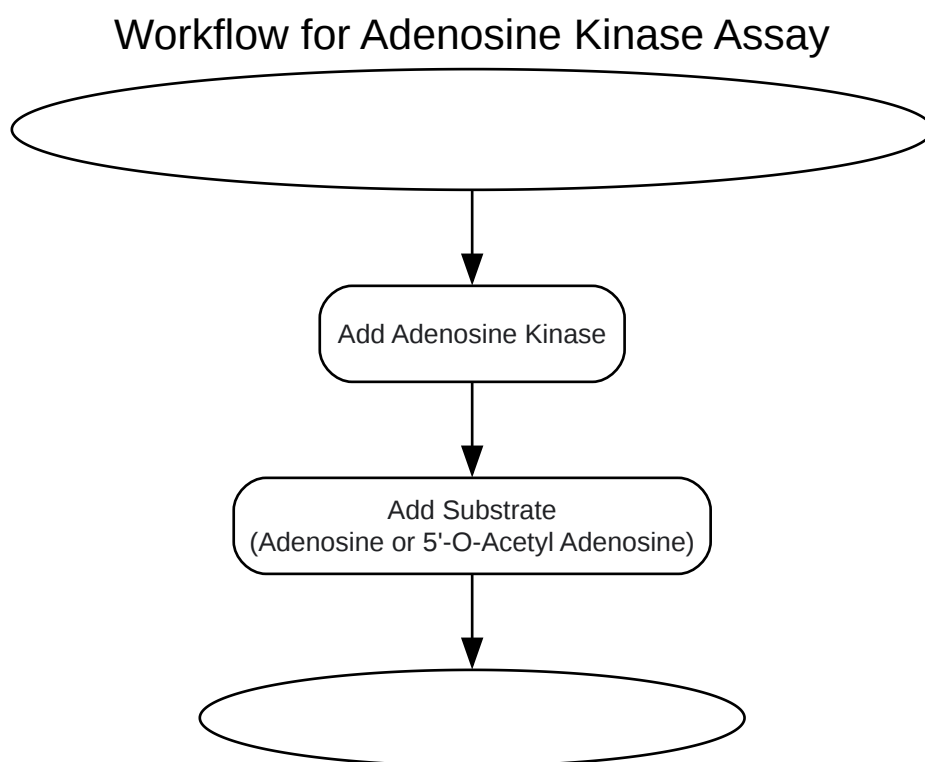 Workflow for Adenosine Kinase Assay
Add Adenosine Kinase
Add Substrate
(Adenosine or 5'-O-Acetyl Adenosine)